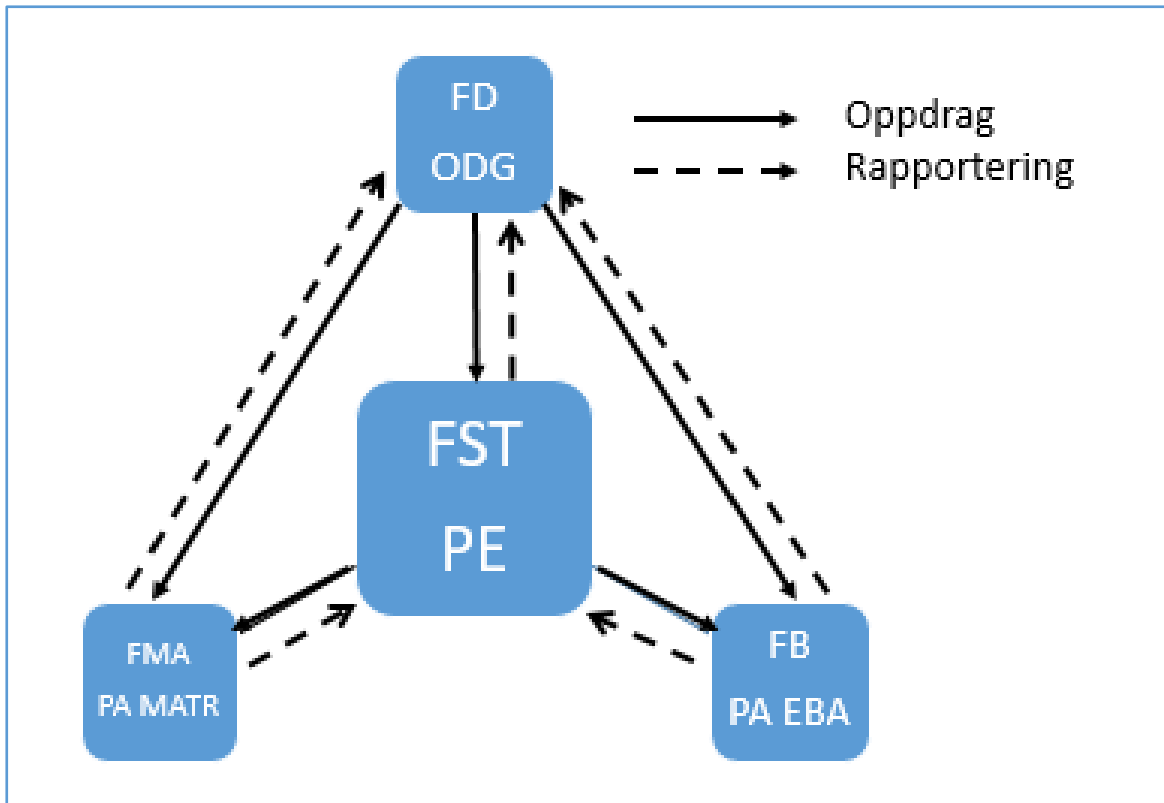 FD
ODG
Oppdrag
Rapportering
FST
PE
FMA
PA MATR
FB
PA EBA